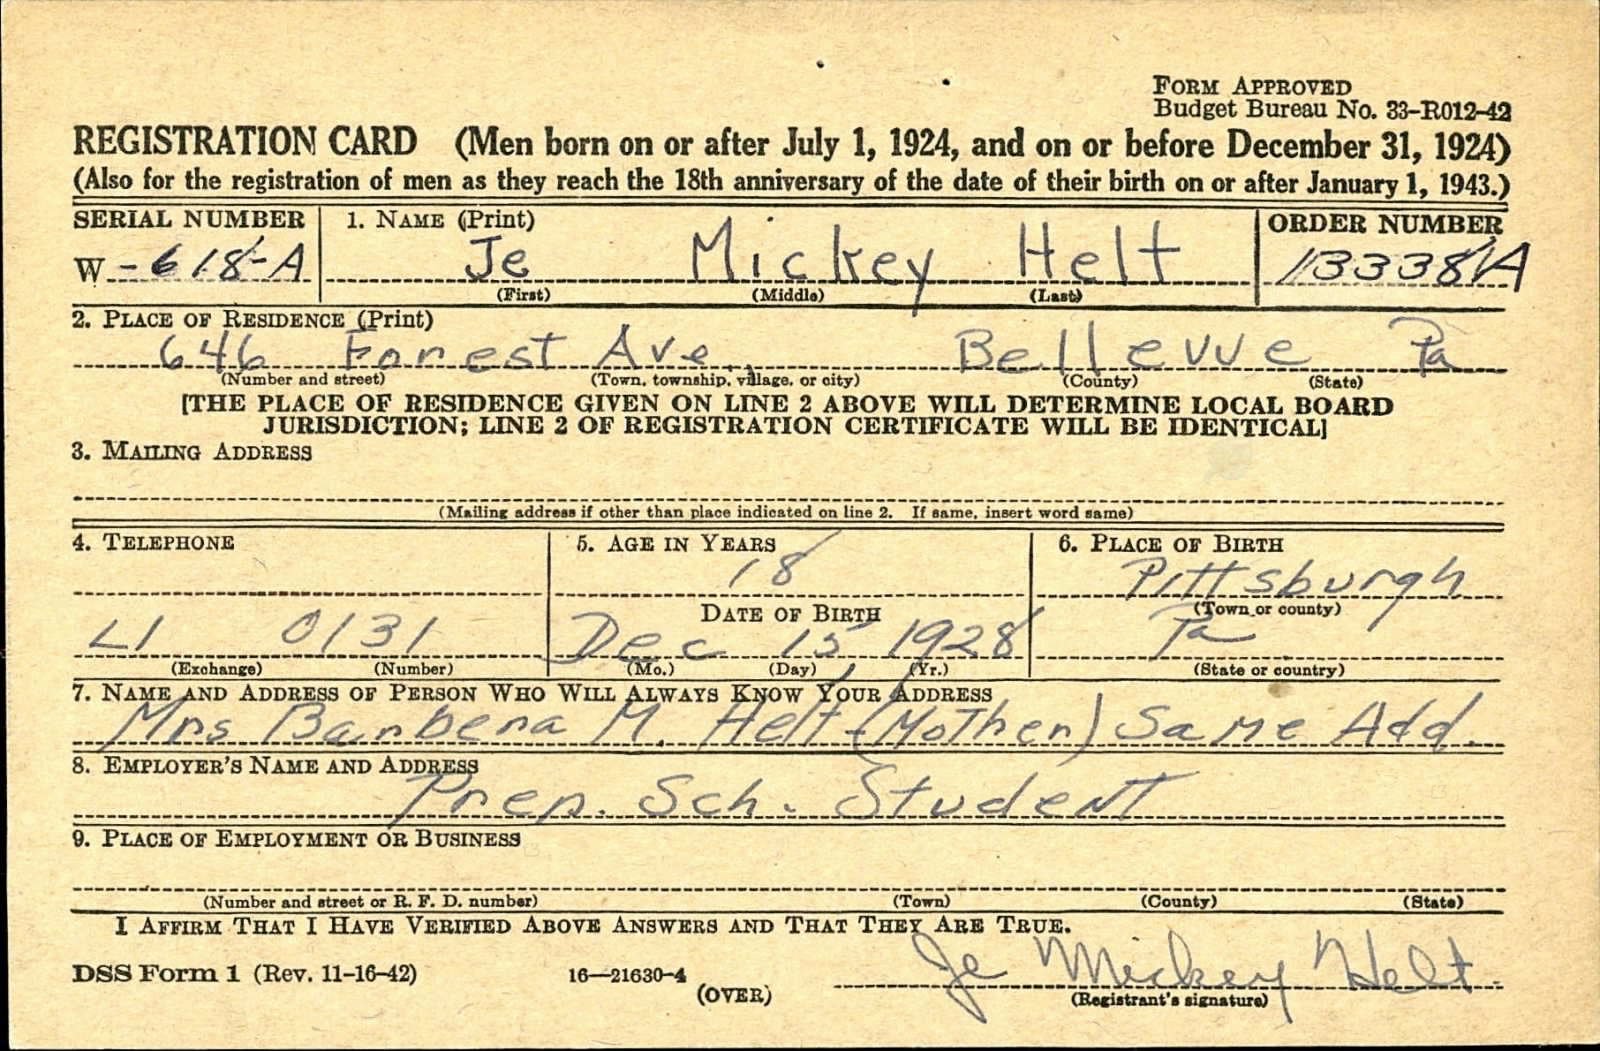 FORM APPROVED
Budget Bureau No. 33-R012-42
REGISTRATION CARD (Men born on or after July 1, 1924, and on or before December 31, 1924)
(Also for the registration of men as they reach the 18th anniversary of the date of their birth on or after January 1, 1943.)
SERIAL NUMBER 1. NAME (Print) ORDER NUMBER
W -618-A Je Mickey Helt 13338A
(First) (Middle) (Last)
2. PLACE OF RESIDENCE (Print)
646 Forest Ave. Bellevue Pa
(Number and street) (Town, township, village, or city) (County) (State)
[THE PLACE OF RESIDENCE GIVEN ON LINE 2 ABOVE WILL DETERMINE LOCAL BOARD
JURISDICTION; LINE 2 OF REGISTRATION CERTIFICATE WILL BE IDENTICAL]
3. MAILING ADDRESS
(Mailing address if other than place indicated on line 2. If same, insert word same)
4. TELEPHONE 5. AGE IN YEARS 6. PLACE OF BIRTH
18 Pittsburgh
DATE OF BIRTH (Town or county)
LI 0131 Dec 15, 1928 Pa
(Exchange) (Number) (Mo.) (Day) (Yr.) (State or country)
7. NAME AND ADDRESS OF PERSON WHO WILL ALWAYS KNOW YOUR ADDRESS
Mrs Barbera M. Helt-(Mother) Same Add.
8. EMPLOYER'S NAME AND ADDRESS
Prep. Sch. Student
9. PLACE OF EMPLOYMENT OR BUSINESS
(Number and street or R. F. D. number) (Town) (County) (State)
I AFFIRM THAT I HAVE VERIFIED ABOVE ANSWERS AND THAT THEY ARE TRUE.
DSS Form 1 (Rev. 11-16-42) 16—21630-4 Je Mickey Helt
(OVER) (Registrant's signature)